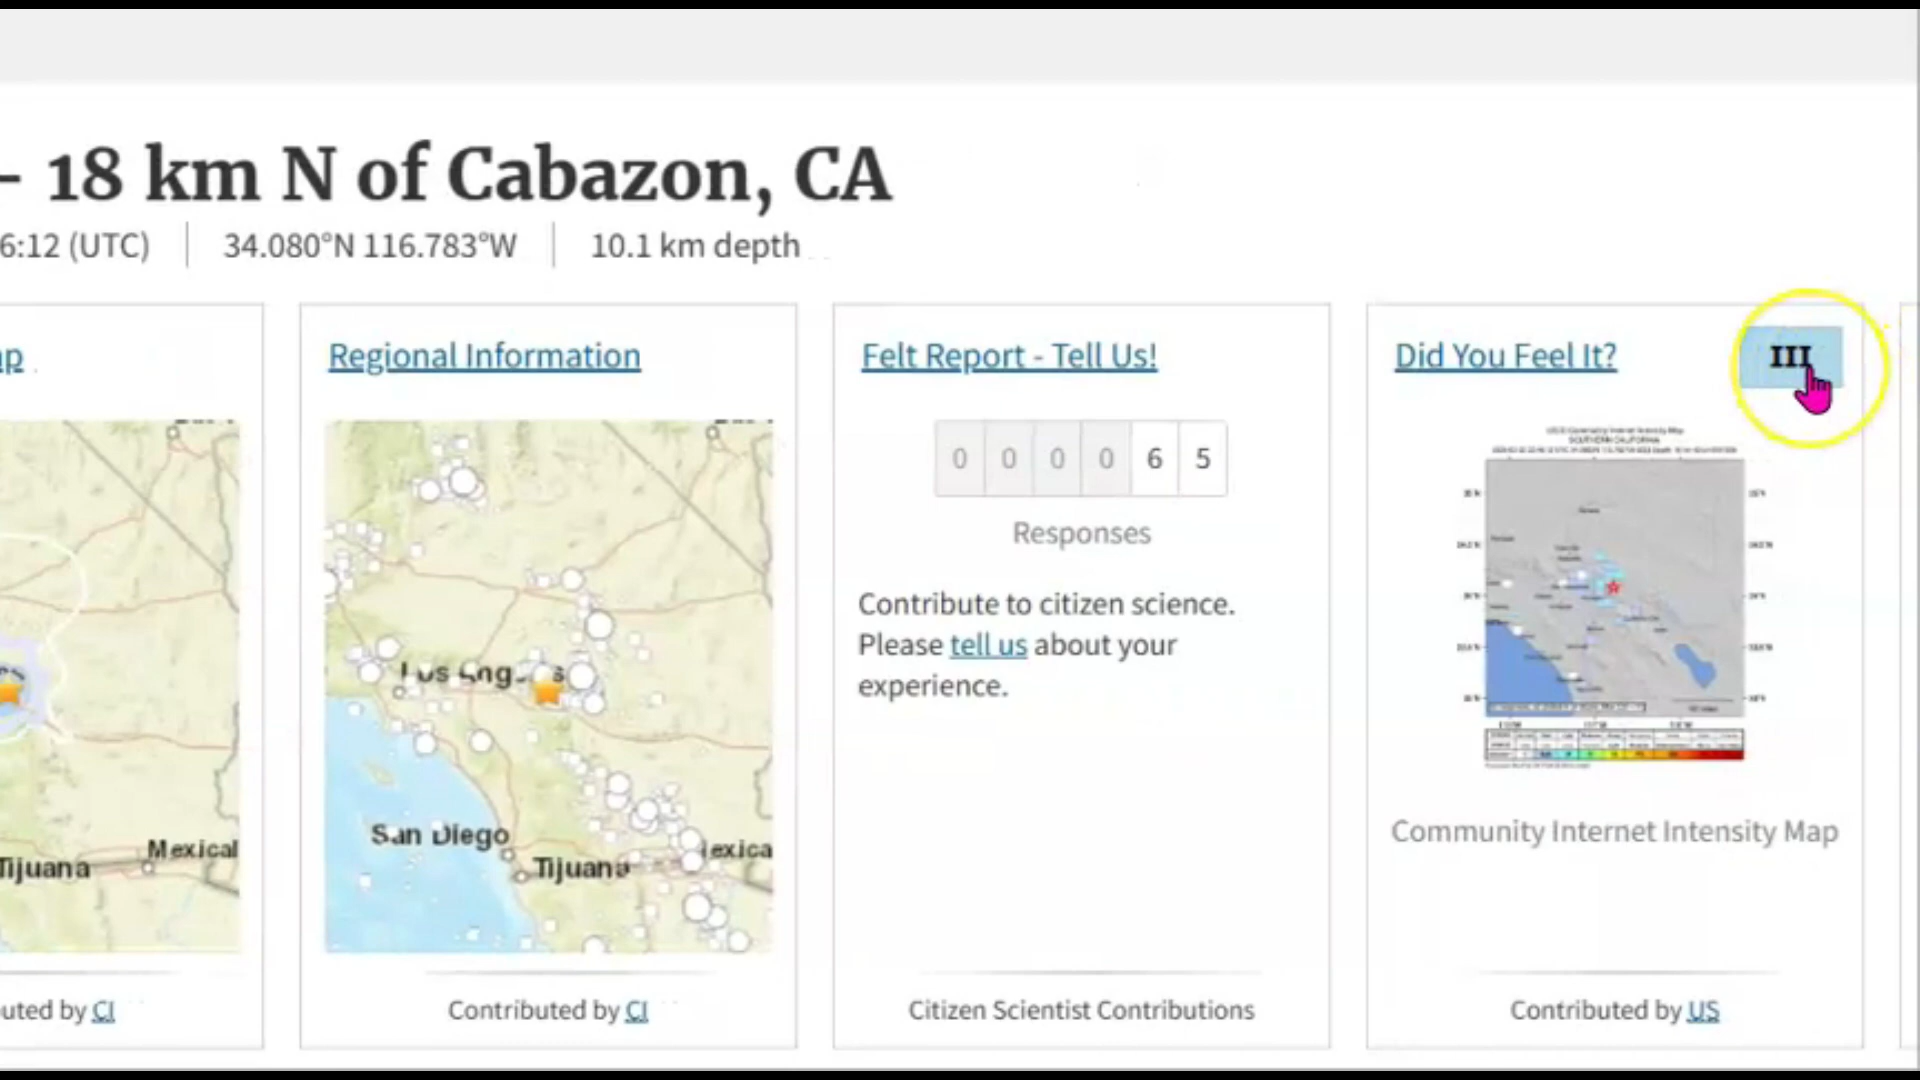 - 18 km N of Cabazon, CA
6:12 (UTC)
34.080°N 116.783°W
10.1 km depth
Regional Information
Felt Report - Tell Us!
Did You Feel It?
III
0 0 0 0 6 5
Responses
Contribute to citizen science.
Please tell us about your
experience.
San Diego
Tijuana
Mexical
Tijuana
Community Internet Intensity Map
uted by CI
Contributed by CI
Citizen Scientist Contributions
Contributed by US